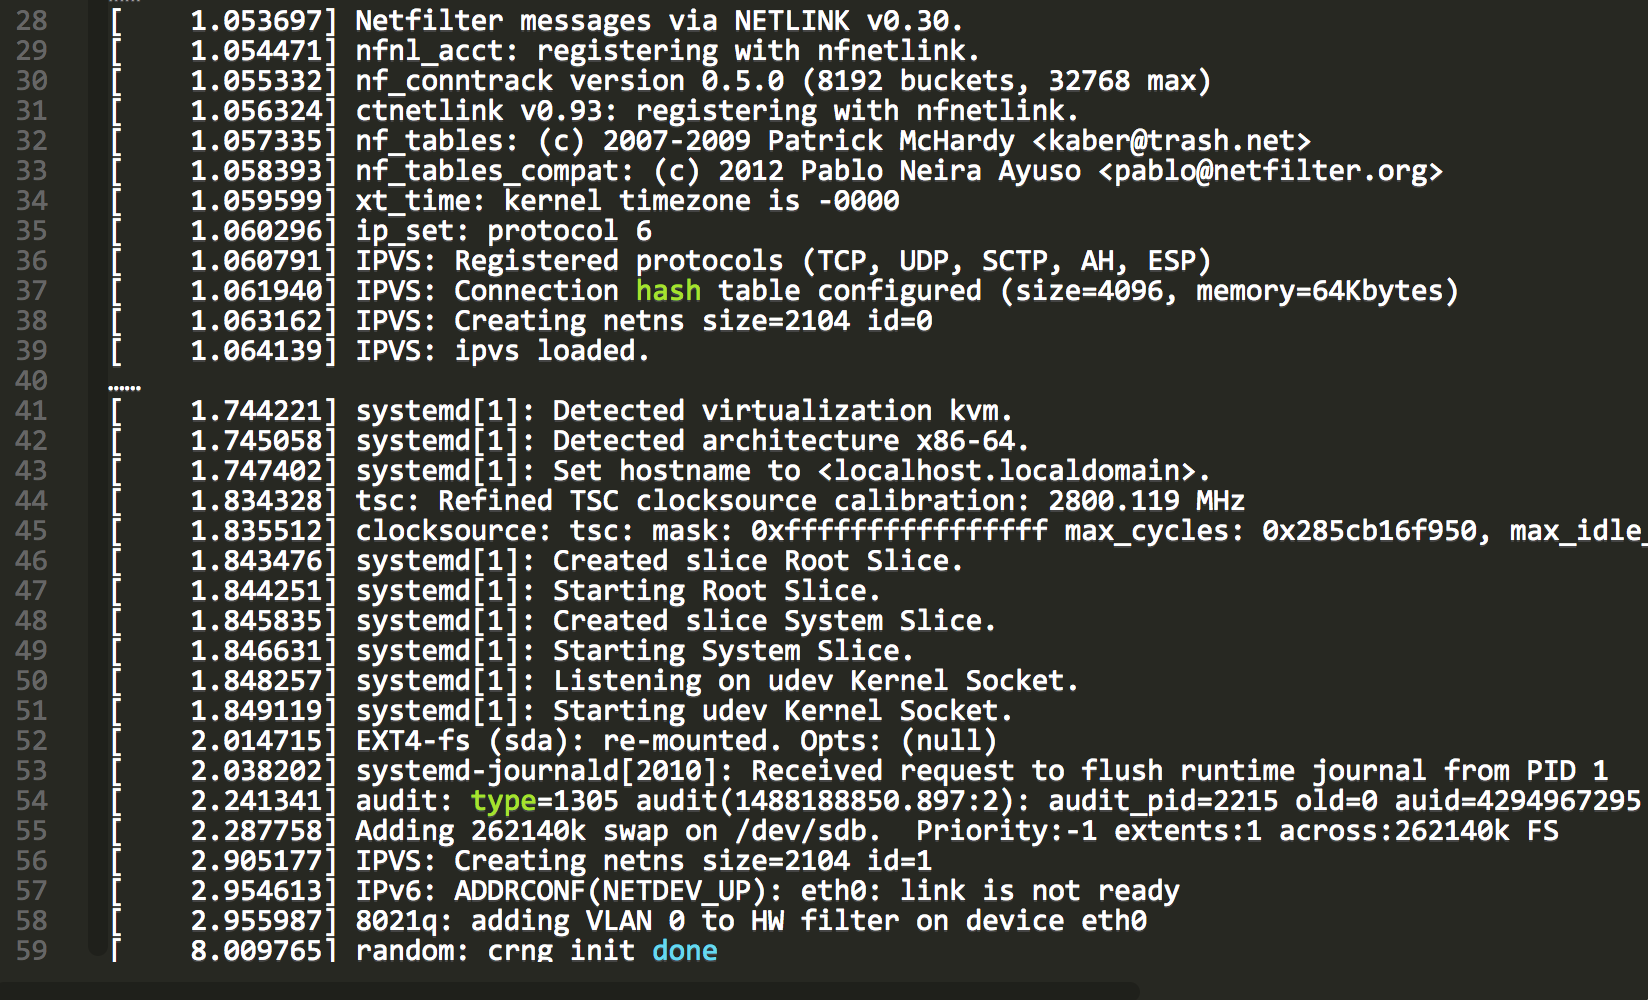 28 [     1.053697] Netfilter messages via NETLINK v0.30.
29 [     1.054471] nfnl_acct: registering with nfnetlink.
30 [     1.055332] nf_conntrack version 0.5.0 (8192 buckets, 32768 max)
31 [     1.056324] ctnetlink v0.93: registering with nfnetlink.
32 [     1.057335] nf_tables: (c) 2007-2009 Patrick McHardy <kaber@trash.net>
33 [     1.058393] nf_tables_compat: (c) 2012 Pablo Neira Ayuso <pablo@netfilter.org>
34 [     1.059599] xt_time: kernel timezone is -0000
35 [     1.060296] ip_set: protocol 6
36 [     1.060791] IPVS: Registered protocols (TCP, UDP, SCTP, AH, ESP)
37 [     1.061940] IPVS: Connection hash table configured (size=4096, memory=64Kbytes)
38 [     1.063162] IPVS: Creating netns size=2104 id=0
39 [     1.064139] IPVS: ipvs loaded.
40 ……
41 [     1.744221] systemd[1]: Detected virtualization kvm.
42 [     1.745058] systemd[1]: Detected architecture x86-64.
43 [     1.747402] systemd[1]: Set hostname to <localhost.localdomain>.
44 [     1.834328] tsc: Refined TSC clocksource calibration: 2800.119 MHz
45 [     1.835512] clocksource: tsc: mask: 0xffffffffffffffff max_cycles: 0x285cb16f950, max_idle_
46 [     1.843476] systemd[1]: Created slice Root Slice.
47 [     1.844251] systemd[1]: Starting Root Slice.
48 [     1.845835] systemd[1]: Created slice System Slice.
49 [     1.846631] systemd[1]: Starting System Slice.
50 [     1.848257] systemd[1]: Listening on udev Kernel Socket.
51 [     1.849119] systemd[1]: Starting udev Kernel Socket.
52 [     2.014715] EXT4-fs (sda): re-mounted. Opts: (null)
53 [     2.038202] systemd-journald[2010]: Received request to flush runtime journal from PID 1
54 [     2.241341] audit: type=1305 audit(1488188850.897:2): audit_pid=2215 old=0 auid=4294967295
55 [     2.287758] Adding 262140k swap on /dev/sdb.  Priority:-1 extents:1 across:262140k FS
56 [     2.905177] IPVS: Creating netns size=2104 id=1
57 [     2.954613] IPv6: ADDRCONF(NETDEV_UP): eth0: link is not ready
58 [     2.955987] 8021q: adding VLAN 0 to HW filter on device eth0
59 [     8.009765] random: crng init done